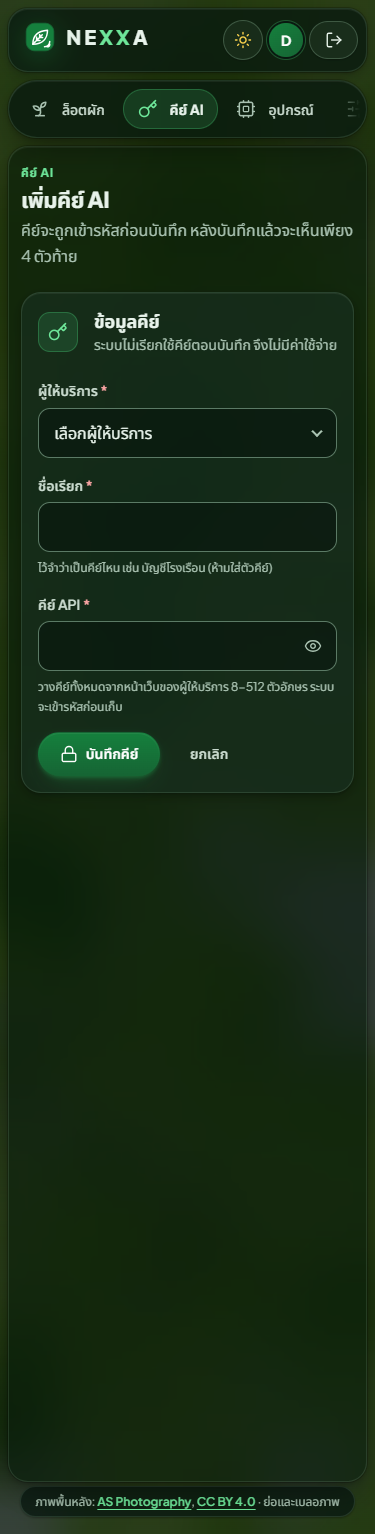 NEXXA
D
ล็อตผัก
คีย์ AI
อุปกรณ์
คีย์ AI
เพิ่มคีย์ AI
คีย์จะถูกเข้ารหัสก่อนบันทึก หลังบันทึกแล้วจะเห็นเพียง
4 ตัวท้าย
ข้อมูลคีย์
ระบบไม่เรียกใช้คีย์ตอนบันทึก จึงไม่มีค่าใช้จ่าย
ผู้ให้บริการ *
เลือกผู้ให้บริการ
ชื่อเรียก *
ไว้จำว่าเป็นคีย์ไหน เช่น บัญชีโรงเรือน (ห้ามใส่ตัวคีย์)
คีย์ API *
วางคีย์ทั้งหมดจากหน้าเว็บของผู้ให้บริการ 8–512 ตัวอักษร ระบบ
จะเข้ารหัสก่อนเก็บ
บันทึกคีย์
ยกเลิก
ภาพพื้นหลัง: AS Photography, CC BY 4.0 · ย่อและเบลอภาพ